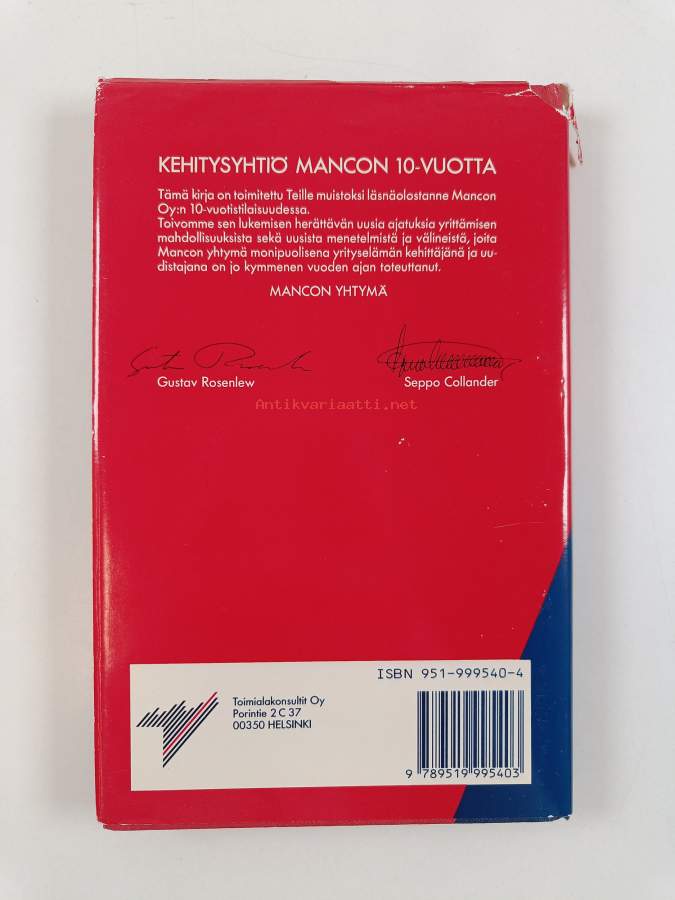 KEHITYSYHTIÖ MANCON 10-VUOTTA
Tämä kirja on toimitettu Teille muistoksi läsnäolostanne Mancon
Oy:n 10-vuotistilaisuudessa.
Toivomme sen lukemisen herättävän uusia ajatuksia yrittämisen
mahdollisuuksista sekä uusista menetelmistä ja välineistä, joita
Mancon yhtymä monipuolisena yrityselämän kehittäjänä ja uu-
distajana on jo kymmenen vuoden ajan toteuttanut.
MANCON YHTYMÄ
Gustav Rosenlew
Seppo Collander
Antikvariaatti.net
Toimialakonsultit Oy
Porintie 2 C 37
00350 HELSINKI
ISBN 951-999540-4
9 789519 995403